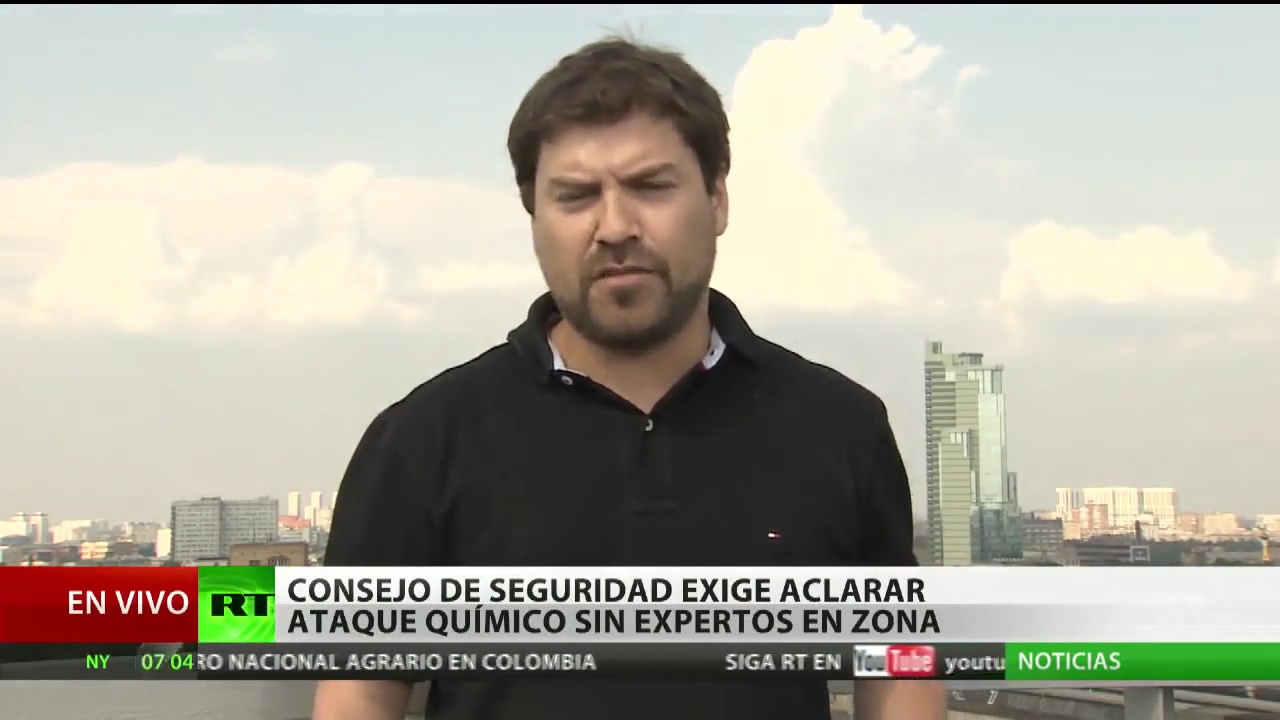 EN VIVO
RT
CONSEJO DE SEGURIDAD EXIGE ACLARAR
ATAQUE QUÍMICO SIN EXPERTOS EN ZONA
NY 07:04 NACIONAL AGRARIO EN COLOMBIA SIGA RT EN YouTube NOTICIAS